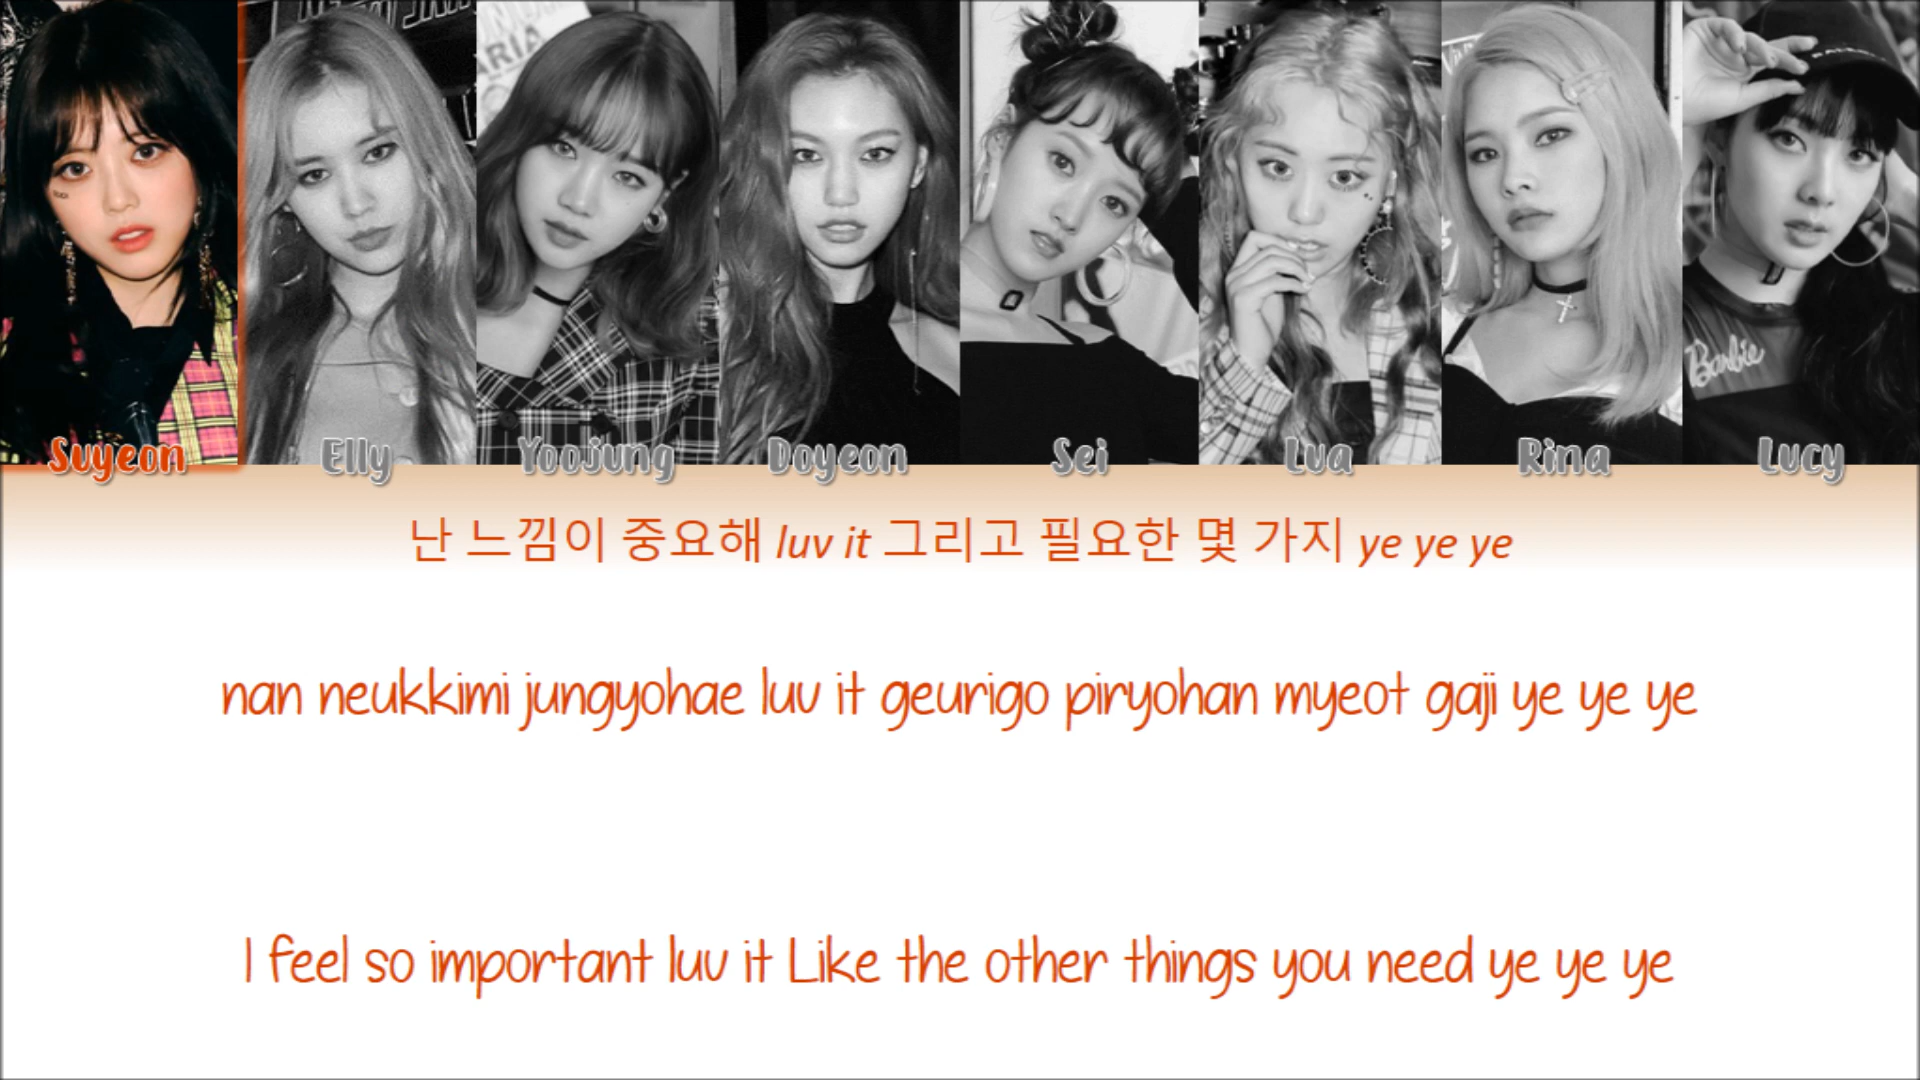 ARIA
Barbie
Suyeon Elly Yoojung Doyeon Sei Lua Rina Lucy
난 느낌이 중요해 luv it 그리고 필요한 몇 가지 ye ye ye
nan neukkimi jungyohae luv it geurigo piryohan myeot gaji ye ye ye
I feel so important luv it Like the other things you need ye ye ye